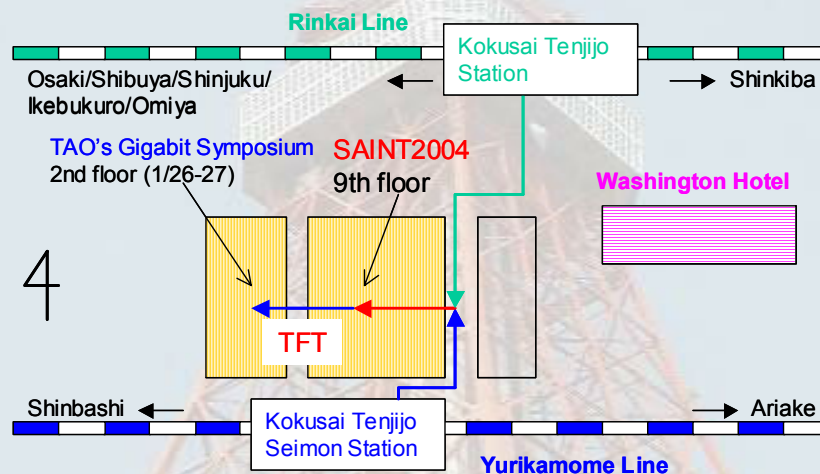 Rinkai Line
Kokusai Tenjijo
Station
Osaki/Shibuya/Shinjuku/
Ikebukuro/Omiya
Shinkiba
TAO's Gigabit Symposium
2nd floor (1/26-27)
SAINT2004
9th floor
Washington Hotel
TFT
Shinbashi
Kokusai Tenjijo
Seimon Station
Ariake
Yurikamome Line